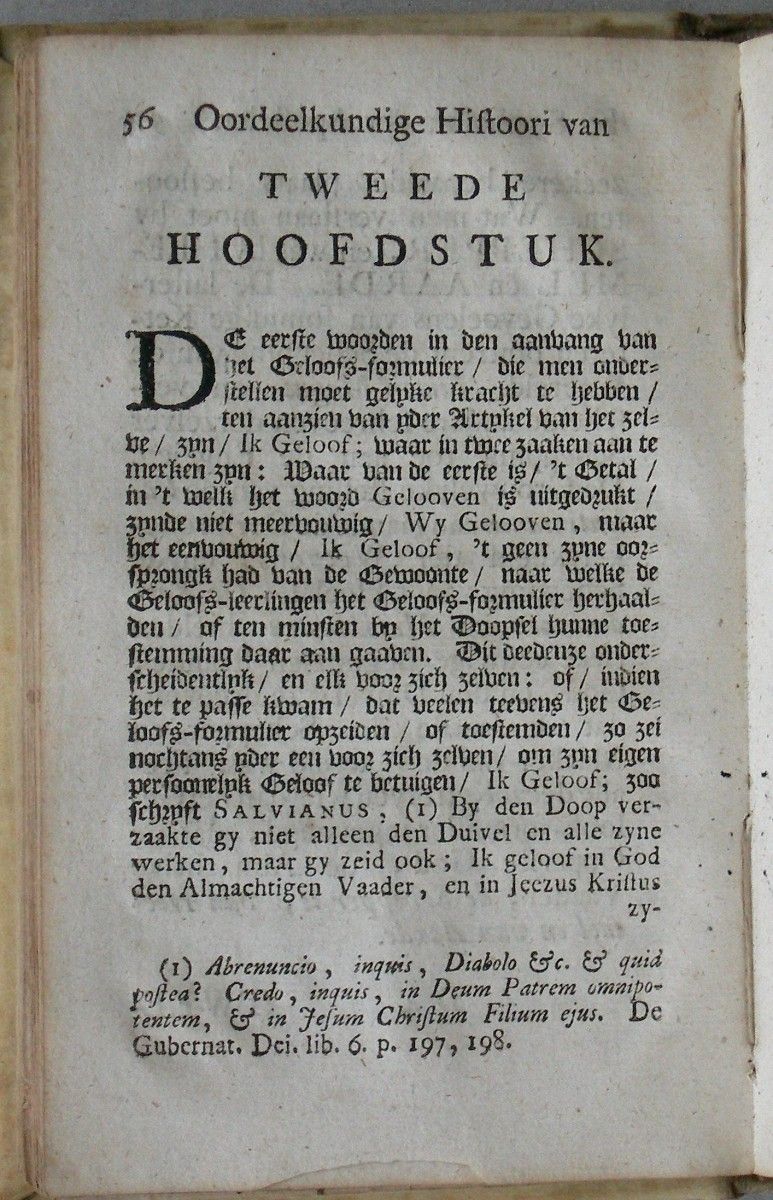 56 Oordeelkundige Histoori van
TWEEDE
HOOFDSTUK.
DE eerste woorden in den aanvang van
het Geloofs-formulier / die men onder-
stellen moet gelyke kracht te hebben /
ten aanzien van yder Artykel van het zel-
ve / zyn / Ik Geloof; waar in twee zaaken aan te
merken zyn: Waar van de eerste is / 't Getal /
in 't welk het woord Gelooven is uitgedrukt /
zynde niet meervouwig / Wy Gelooven, maar
het eenvouwig / Ik Geloof, 't geen zyne oor-
sprongk had van de Gewoonte / naar welke de
Geloofs-leerlingen het Geloofs-formulier herhaal-
den / of ten minsten by het Doopsel hunne toe-
stemming daar aan gaaven. Dit deedenze onder-
scheidentlyk / en elk voor zich zelven: of / indien
het te passe kwam / dat veelen teevens het Ge-
loofs-formulier opzeiden / of toestemden / zo zei
nochtans yder een voor zich zelven / om zyn eigen
persoonelyk Geloof te betuigen / Ik Geloof; zoo
schryft SALVIANUS, (1) By den Doop ver-
zaakte gy niet alleen den Duivel en alle zyne
werken, maar gy zeid ook; Ik geloof in God
den Almachtigen Vaader, en in Jeezus Kristus
zy-
(1) Abrenuncio, inquis, Diabolo &c. & quid
postea? Credo, inquis, in Deum Patrem omnipo-
tentem, & in Jesum Christum Filium ejus. De
Gubernat. Dei. lib. 6. p. 197, 198.